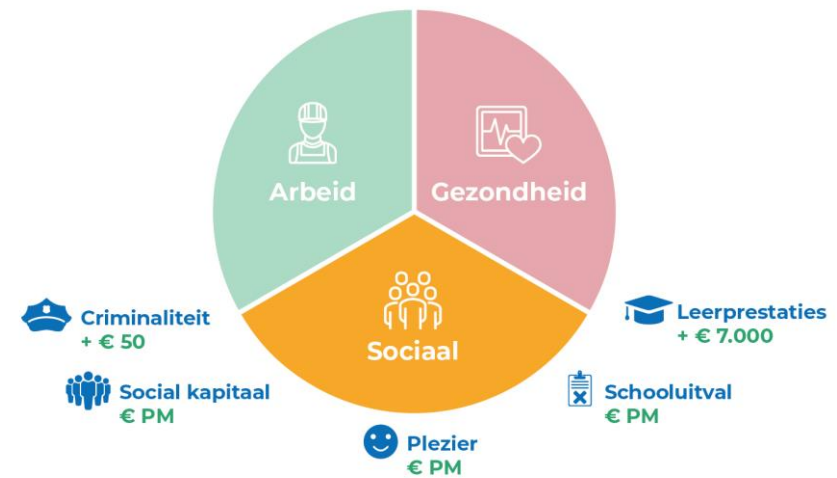 Arbeid
Gezondheid
Sociaal
Criminaliteit
+ € 50
Social kapitaal
€ PM
Plezier
€ PM
Schooluitval
€ PM
Leerprestaties
+ € 7.000